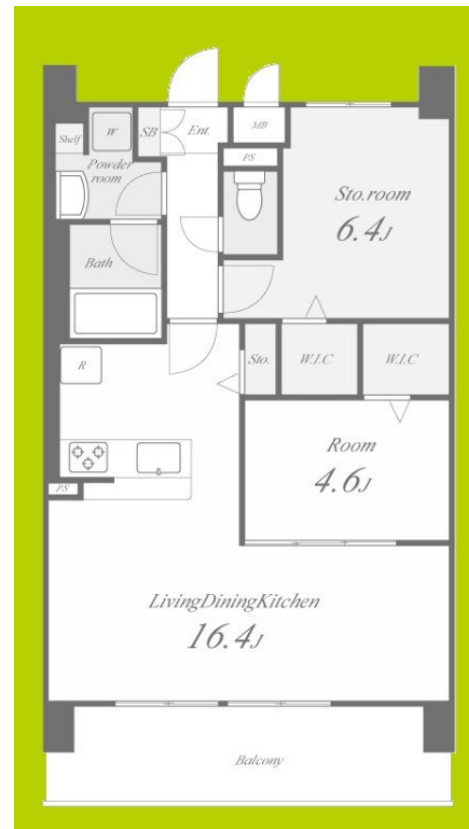 Shelf
W
SB
Ent.
MB
Powder
room
PS
Sto.room
6.4J
Bath
R
Sto.
W.I.C
W.I.C
Room
4.6J
PS
LivingDiningKitchen
16.4J
Balcony